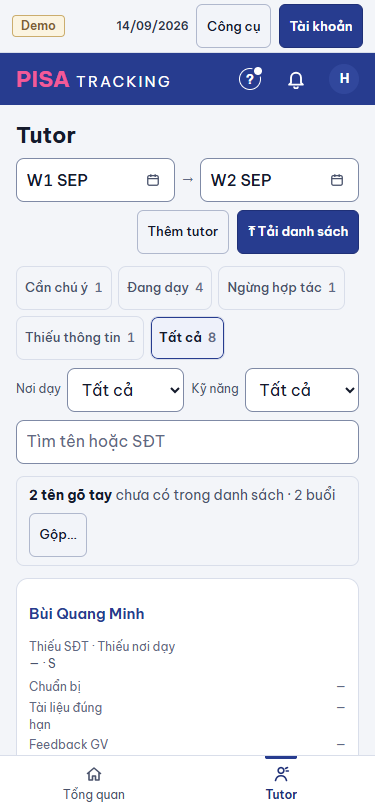 Demo
14/09/2026
Công cụ
Tài khoản
PISA TRACKING
?
H
Tutor
W1 SEP → W2 SEP
Thêm tutor
Tải danh sách
Cần chú ý 1
Đang dạy 4
Ngừng hợp tác 1
Thiếu thông tin 1
Tất cả 8
Nơi dạy
Tất cả
Kỹ năng
Tất cả
Tìm tên hoặc SĐT
2 tên gõ tay chưa có trong danh sách · 2 buổi
Gộp...
Bùi Quang Minh
Thiếu SĐT · Thiếu nơi dạy
— · S
Chuẩn bị —
Tài liệu đúng —
hạn
Feedback GV —
Tổng quan
Tutor